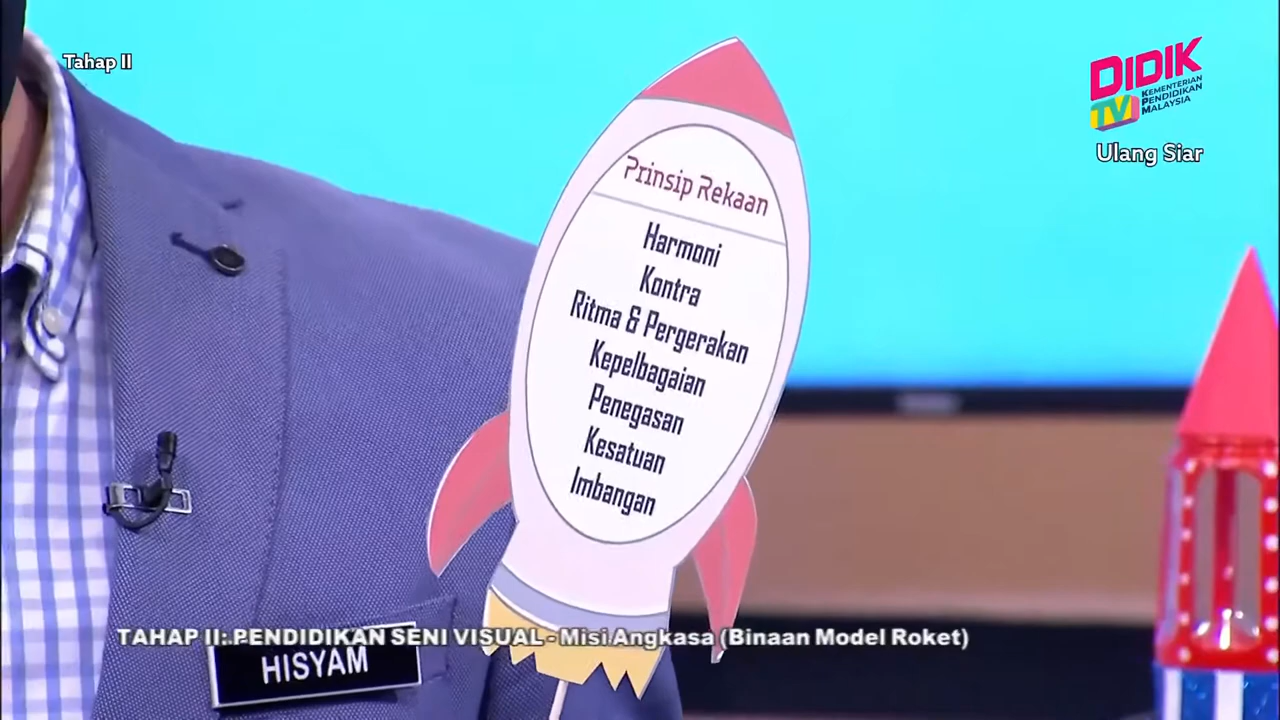 Tahap II
DIDIK
TV
KEMENTERIAN
PENDIDIKAN
MALAYSIA
Ulang Siar
Prinsip Rekaan
Harmoni
Kontra
Ritma & Pergerakan
Kepelbagaian
Penegasan
Kesatuan
Imbangan
TAHAP II: PENDIDIKAN SENI VISUAL - Misi Angkasa (Binaan Model Roket)
HISYAM